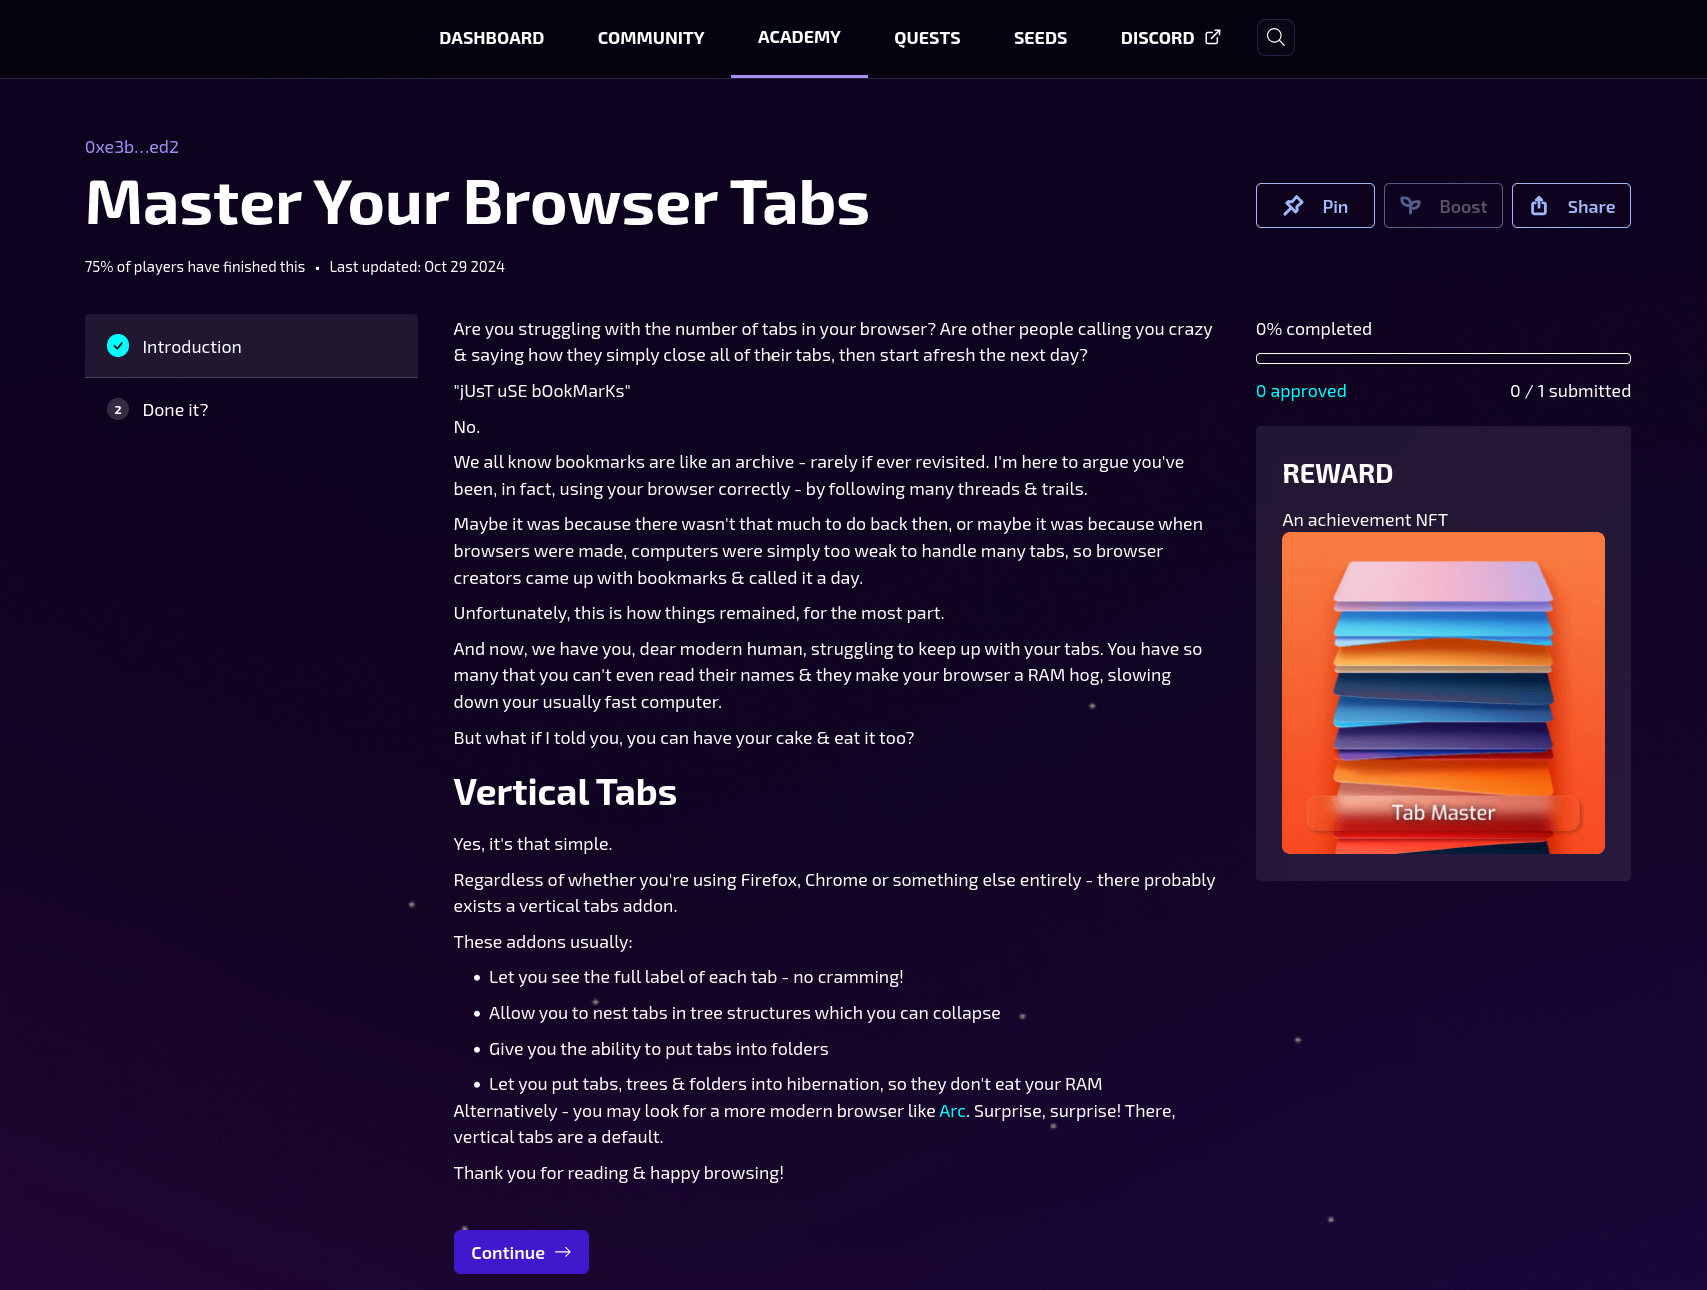 DASHBOARD COMMUNITY ACADEMY QUESTS SEEDS DISCORD
0xe3b...ed2
Master Your Browser Tabs
Pin Boost Share
75% of players have finished this • Last updated: Oct 29 2024
Introduction
2 Done it?
Are you struggling with the number of tabs in your browser? Are other people calling you crazy
& saying how they simply close all of their tabs, then start afresh the next day?
"jUsT uSE bOokMarKs"
No.
We all know bookmarks are like an archive - rarely if ever revisited. I'm here to argue you've
been, in fact, using your browser correctly - by following many threads & trails.
Maybe it was because there wasn't that much to do back then, or maybe it was because when
browsers were made, computers were simply too weak to handle many tabs, so browser
creators came up with bookmarks & called it a day.
Unfortunately, this is how things remained, for the most part.
And now, we have you, dear modern human, struggling to keep up with your tabs. You have so
many that you can't even read their names & they make your browser a RAM hog, slowing
down your usually fast computer.
But what if I told you, you can have your cake & eat it too?
Vertical Tabs
Yes, it's that simple.
Regardless of whether you're using Firefox, Chrome or something else entirely - there probably
exists a vertical tabs addon.
These addons usually:
• Let you see the full label of each tab - no cramming!
• Allow you to nest tabs in tree structures which you can collapse
• Give you the ability to put tabs into folders
• Let you put tabs, trees & folders into hibernation, so they don't eat your RAM
Alternatively - you may look for a more modern browser like Arc. Surprise, surprise! There,
vertical tabs are a default.
Thank you for reading & happy browsing!
Continue →
0% completed
0 approved 0 / 1 submitted
REWARD
An achievement NFT
Tab Master